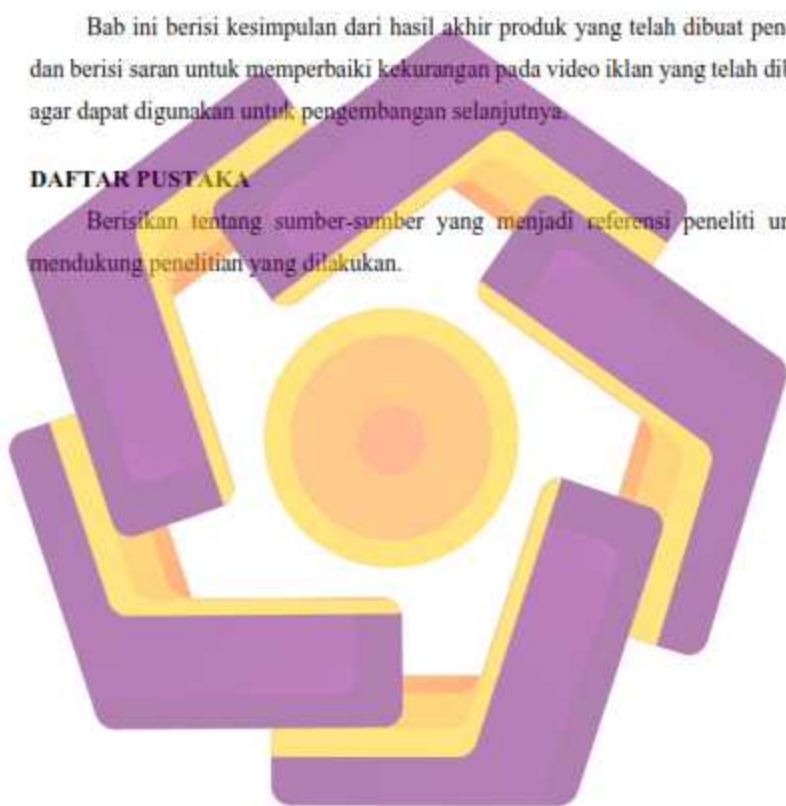 Bab ini berisi kesimpulan dari hasil akhir produk yang telah dibuat pen
dan berisi saran untuk memperbaiki kekurangan pada video iklan yang telah dib
agar dapat digunakan untuk pengembangan selanjutnya.
DAFTAR PUSTAKA
Berisikan tentang sumber-sumber yang menjadi referensi peneliti un
mendukung penelitian yang dilakukan.